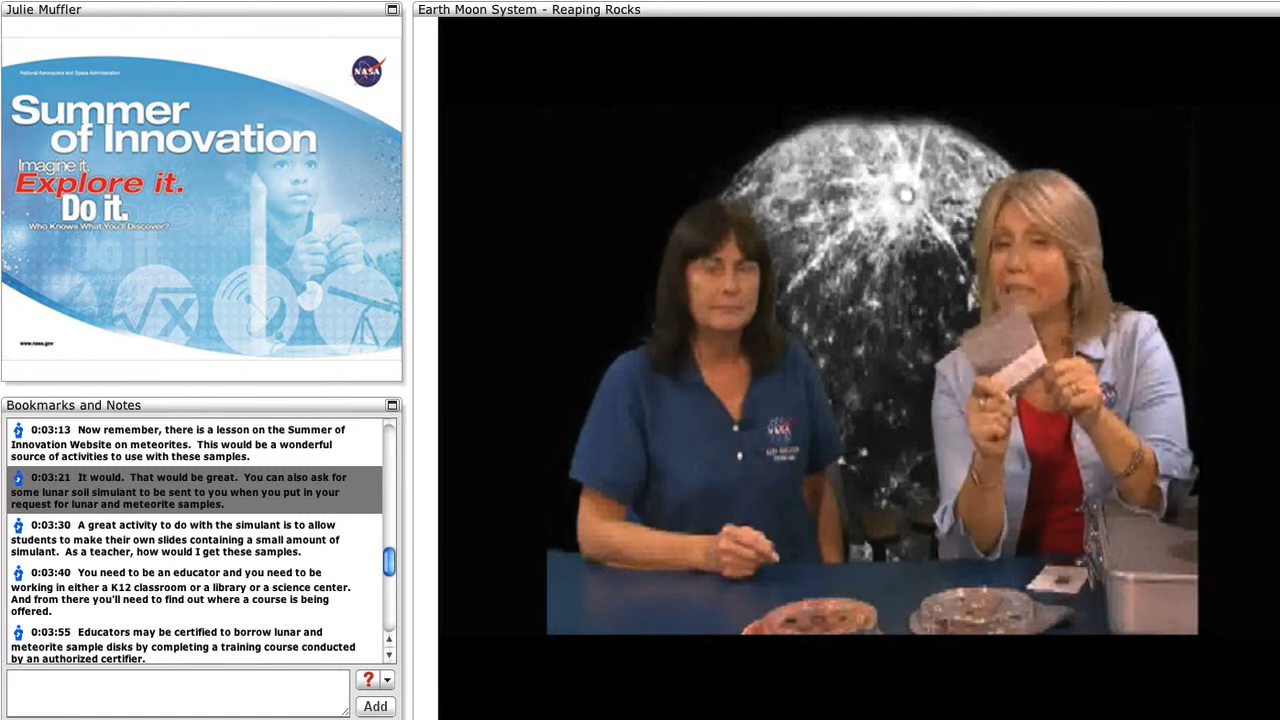 Julie Muffler
National Aeronautics and Space Administration
NASA
Summer
of Innovation
Imagine it.
Explore it.
Do it.
Who Knows What You'll Discover?
www.nasa.gov
Bookmarks and Notes
0:03:13 Now remember, there is a lesson on the Summer of
Innovation Website on meteorites. This would be a wonderful
source of activities to use with these samples.
0:03:21 It would. That would be great. You can also ask for
some lunar soil simulant to be sent to you when you put in your
request for lunar and meteorite samples.
0:03:30 A great activity to do with the simulant is to allow
students to make their own slides containing a small amount of
simulant. As a teacher, how would I get these samples.
0:03:40 You need to be an educator and you need to be
working in either a K12 classroom or a library or a science center.
And from there you'll need to find out where a course is being
offered.
0:03:55 Educators may be certified to borrow lunar and
meteorite sample disks by completing a training course conducted
by an authorized certifier.
?
Add
Earth Moon System - Reaping Rocks
NASA